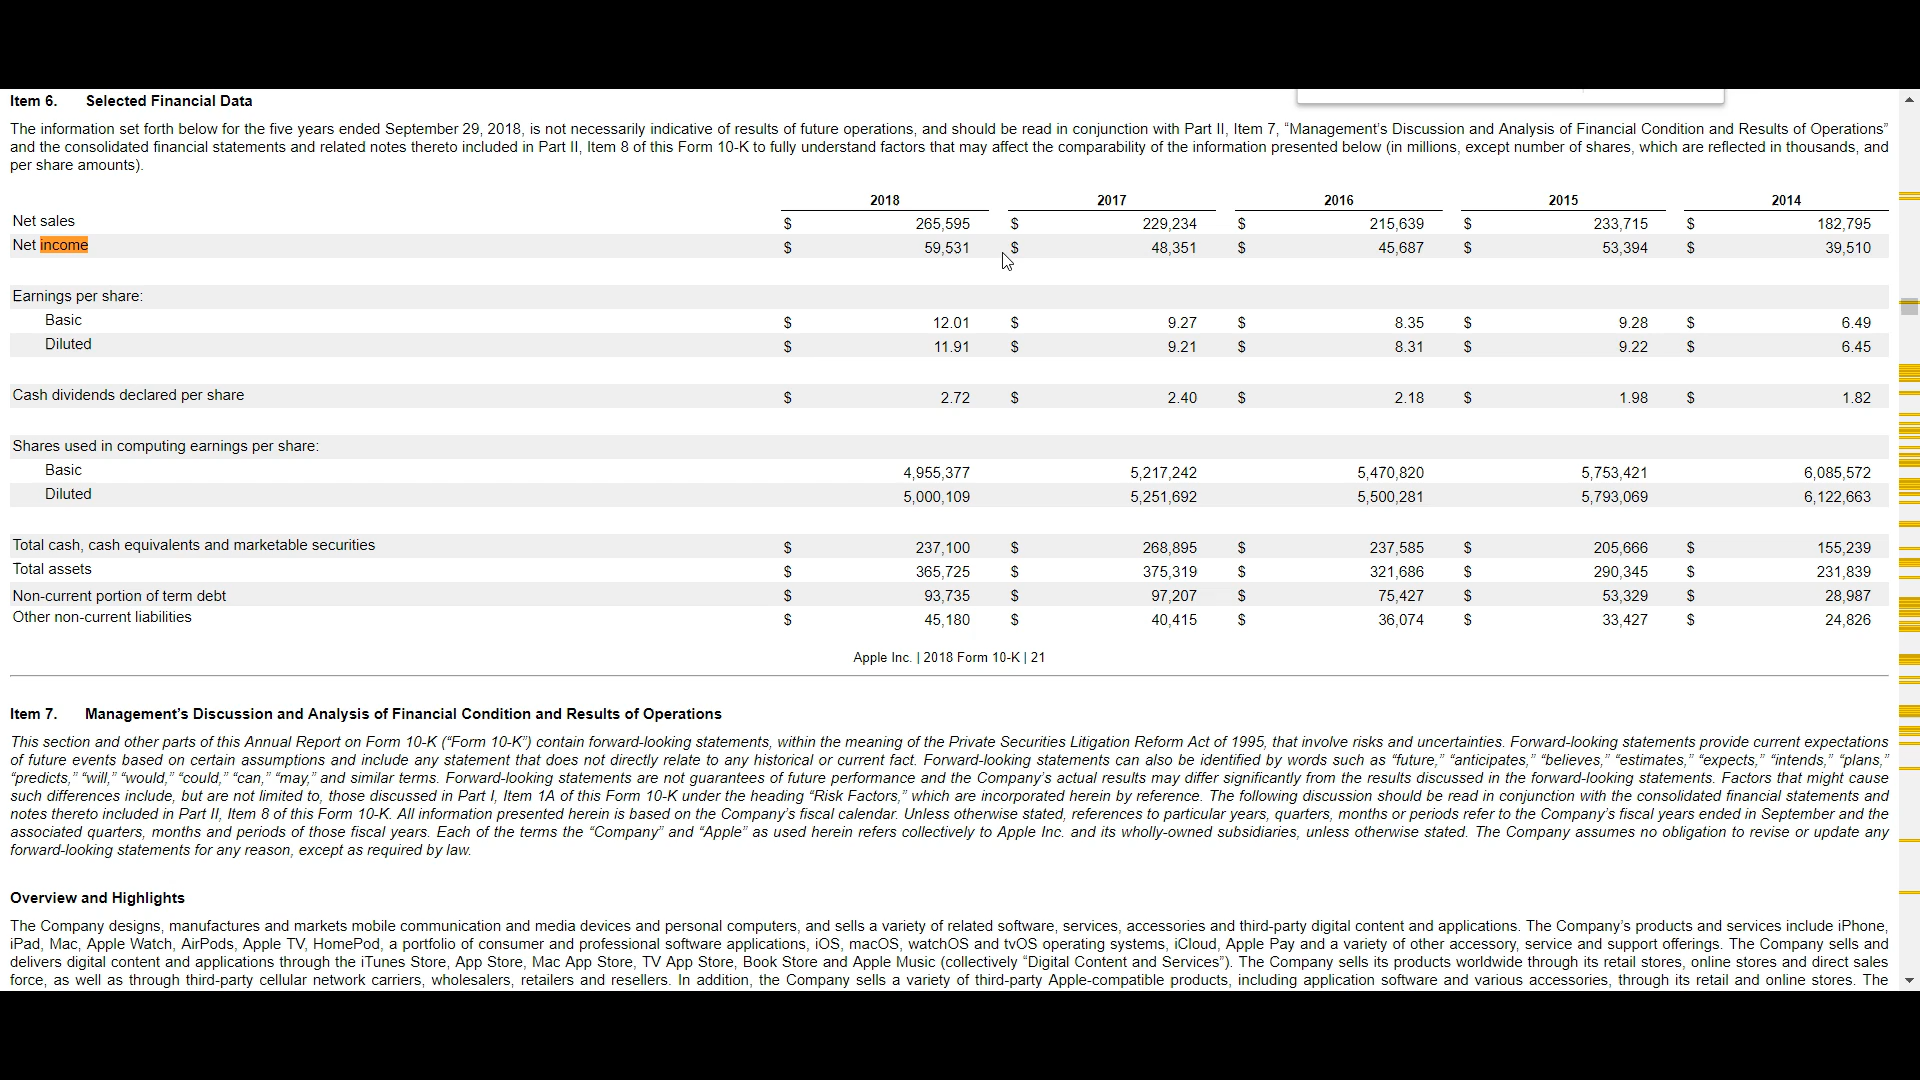 Item 6. Selected Financial Data
The information set forth below for the five years ended September 29, 2018, is not necessarily indicative of results of future operations, and should be read in conjunction with Part II, Item 7, “Management’s Discussion and Analysis of Financial Condition and Results of Operations”
and the consolidated financial statements and related notes thereto included in Part II, Item 8 of this Form 10-K to fully understand factors that may affect the comparability of the information presented below (in millions, except number of shares, which are reflected in thousands, and
per share amounts).
2018 2017 2016 2015 2014
Net sales $ 265,595 $ 229,234 $ 215,639 $ 233,715 $ 182,795
Net income $ 59,531 $ 48,351 $ 45,687 $ 53,394 $ 39,510
Earnings per share:
Basic $ 12.01 $ 9.27 $ 8.35 $ 9.28 $ 6.49
Diluted $ 11.91 $ 9.21 $ 8.31 $ 9.22 $ 6.45
Cash dividends declared per share $ 2.72 $ 2.40 $ 2.18 $ 1.98 $ 1.82
Shares used in computing earnings per share:
Basic 4,955,377 5,217,242 5,470,820 5,753,421 6,085,572
Diluted 5,000,109 5,251,692 5,500,281 5,793,069 6,122,663
Total cash, cash equivalents and marketable securities $ 237,100 $ 268,895 $ 237,585 $ 205,666 $ 155,239
Total assets $ 365,725 $ 375,319 $ 321,686 $ 290,345 $ 231,839
Non-current portion of term debt $ 93,735 $ 97,207 $ 75,427 $ 53,329 $ 28,987
Other non-current liabilities $ 45,180 $ 40,415 $ 36,074 $ 33,427 $ 24,826
Apple Inc. | 2018 Form 10-K | 21
Item 7. Management’s Discussion and Analysis of Financial Condition and Results of Operations
This section and other parts of this Annual Report on Form 10-K (“Form 10-K”) contain forward-looking statements, within the meaning of the Private Securities Litigation Reform Act of 1995, that involve risks and uncertainties. Forward-looking statements provide current expectations
of future events based on certain assumptions and include any statement that does not directly relate to any historical or current fact. Forward-looking statements can also be identified by words such as “future,” “anticipates,” “believes,” “estimates,” “expects,” “intends,” “plans,”
“predicts,” “will,” “would,” “could,” “can,” “may,” and similar terms. Forward-looking statements are not guarantees of future performance and the Company’s actual results may differ significantly from the results discussed in the forward-looking statements. Factors that might cause
such differences include, but are not limited to, those discussed in Part I, Item 1A of this Form 10-K under the heading “Risk Factors,” which are incorporated herein by reference. The following discussion should be read in conjunction with the consolidated financial statements and
notes thereto included in Part II, Item 8 of this Form 10-K. All information presented herein is based on the Company’s fiscal calendar. Unless otherwise stated, references to particular years, quarters, months or periods refer to the Company’s fiscal years ended in September and the
associated quarters, months and periods of those fiscal years. Each of the terms the “Company” and “Apple” as used herein refers collectively to Apple Inc. and its wholly-owned subsidiaries, unless otherwise stated. The Company assumes no obligation to revise or update any
forward-looking statements for any reason, except as required by law.
Overview and Highlights
The Company designs, manufactures and markets mobile communication and media devices and personal computers, and sells a variety of related software, services, accessories and third-party digital content and applications. The Company’s products and services include iPhone,
iPad, Mac, Apple Watch, AirPods, Apple TV, HomePod, a portfolio of consumer and professional software applications, iOS, macOS, watchOS and tvOS operating systems, iCloud, Apple Pay and a variety of other accessory, service and support offerings. The Company sells and
delivers digital content and applications through the iTunes Store, App Store, Mac App Store, TV App Store, Book Store and Apple Music (collectively “Digital Content and Services”). The Company sells its products worldwide through its retail stores, online stores and direct sales
force, as well as through third-party cellular network carriers, wholesalers, retailers and resellers. In addition, the Company sells a variety of third-party Apple-compatible products, including application software and various accessories, through its retail and online stores. The